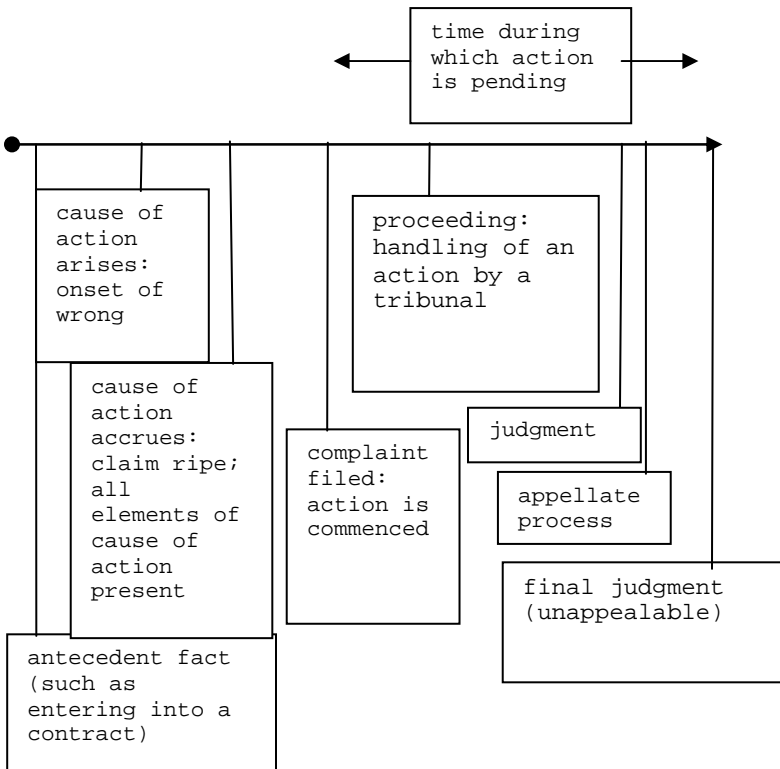 time during
which action
is pending
cause of
action
arises:
onset of
wrong
proceeding:
handling of an
action by a
tribunal
cause of
action
accrues:
claim ripe;
all
elements of
cause of
action
present
complaint
filed:
action is
commenced
judgment
appellate
process
final judgment
(unappealable)
antecedent fact
(such as
entering into a
contract)